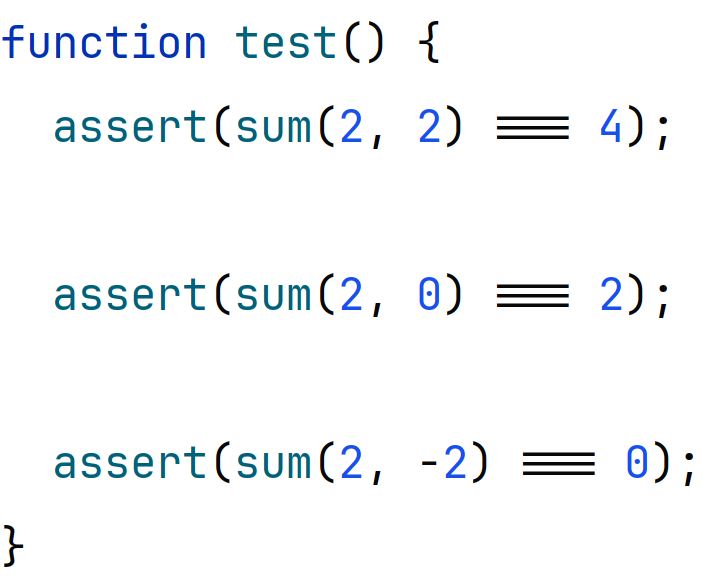 function test() {
  assert(sum(2, 2) === 4);
  assert(sum(2, 0) === 2);
  assert(sum(2, -2) === 0);
}